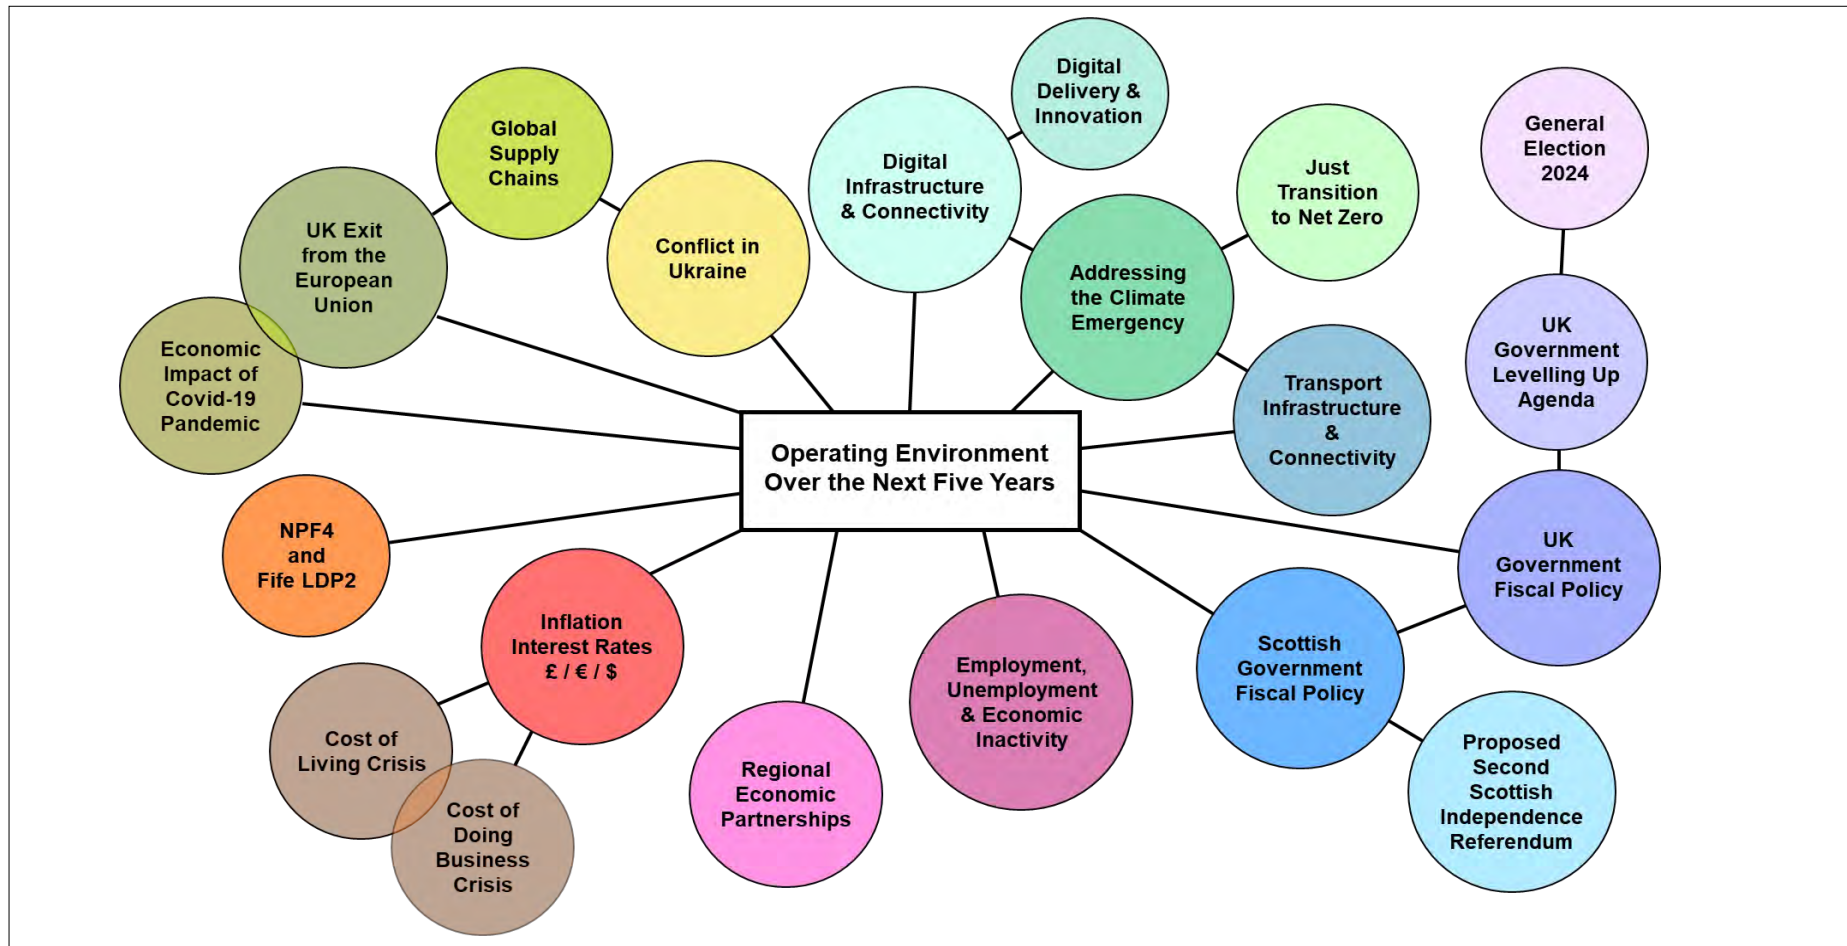 Digital
Delivery &
Innovation
Global
Supply
Chains
General
Election
2024
Digital
Infrastructure
& Connectivity
Just
Transition
to Net Zero
UK Exit
from the
European
Union
Conflict in
Ukraine
Addressing
the Climate
Emergency
Economic
Impact of
Covid-19
Pandemic
UK
Government
Levelling Up
Agenda
Transport
Infrastructure
&
Connectivity
Operating Environment
Over the Next Five Years
NPF4
and
Fife LDP2
UK
Government
Fiscal Policy
Inflation
Interest Rates
£ / € / $
Employment,
Unemployment
& Economic
Inactivity
Scottish
Government
Fiscal Policy
Cost of
Living Crisis
Regional
Economic
Partnerships
Proposed
Second
Scottish
Independence
Referendum
Cost of
Doing
Business
Crisis